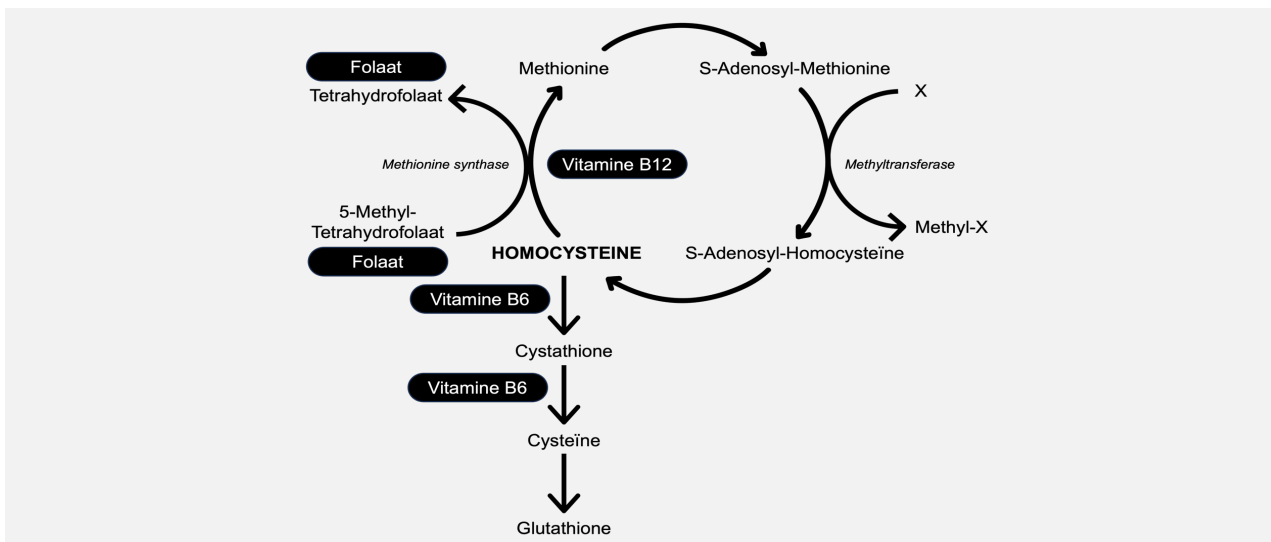 Folaat
Tetrahydrofolaat
Methionine
S-Adenosyl-Methionine
X
Methionine synthase
Vitamine B12
Methyltransferase
5-Methyl-
Tetrahydrofolaat
Folaat
HOMOCYSTEINE
S-Adenosyl-Homocysteïne
Methyl-X
Vitamine B6
Cystathione
Vitamine B6
Cysteïne
Glutathione